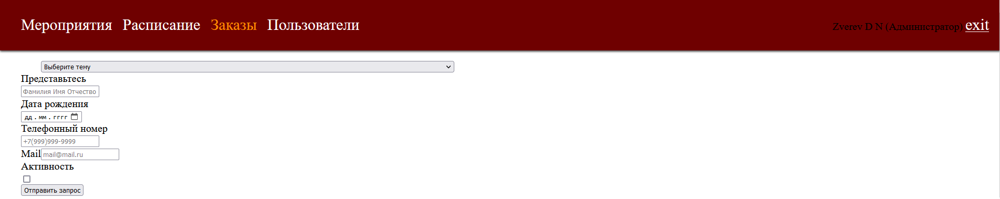 Мероприятия Расписание Заказы Пользователи Zverev D N (Администратор) exit
Выберите тему
Представьтесь
Фамилия Имя Отчество
Дата рождения
дд.мм.гггг
Телефонный номер
+7(999)999-9999
Mail mail@mail.ru
Активность
Отправить запрос